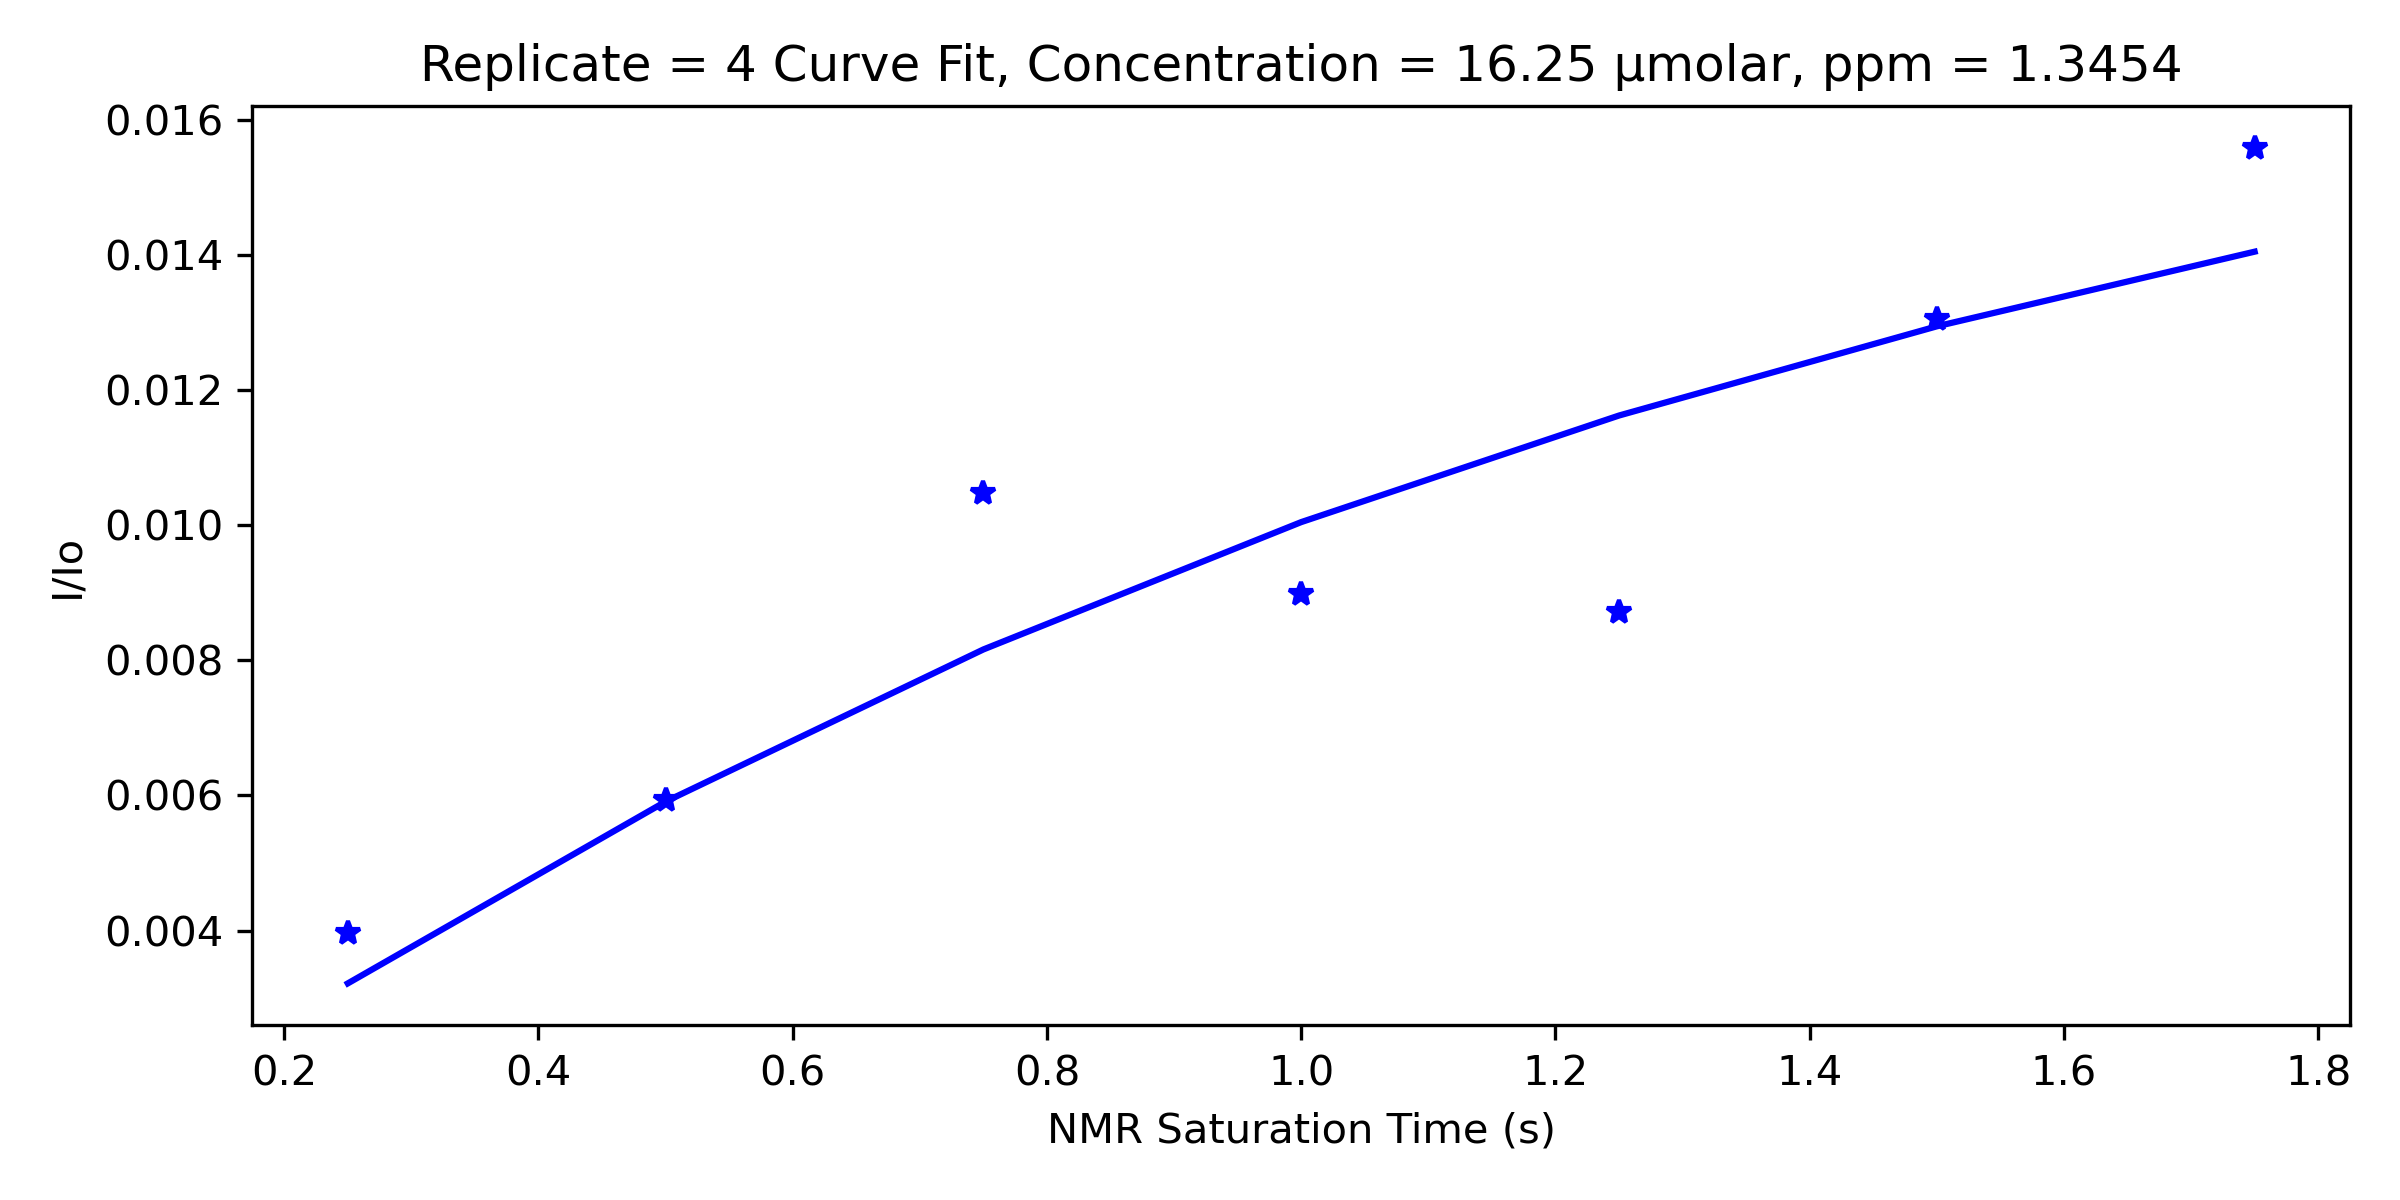 Replicate = 4 Curve Fit, Concentration = 16.25 μmolar, ppm = 1.3454
0.016
0.014
0.012
0.010
0.008
0.006
0.004
I/Io
0.2 0.4 0.6 0.8 1.0 1.2 1.4 1.6 1.8
NMR Saturation Time (s)